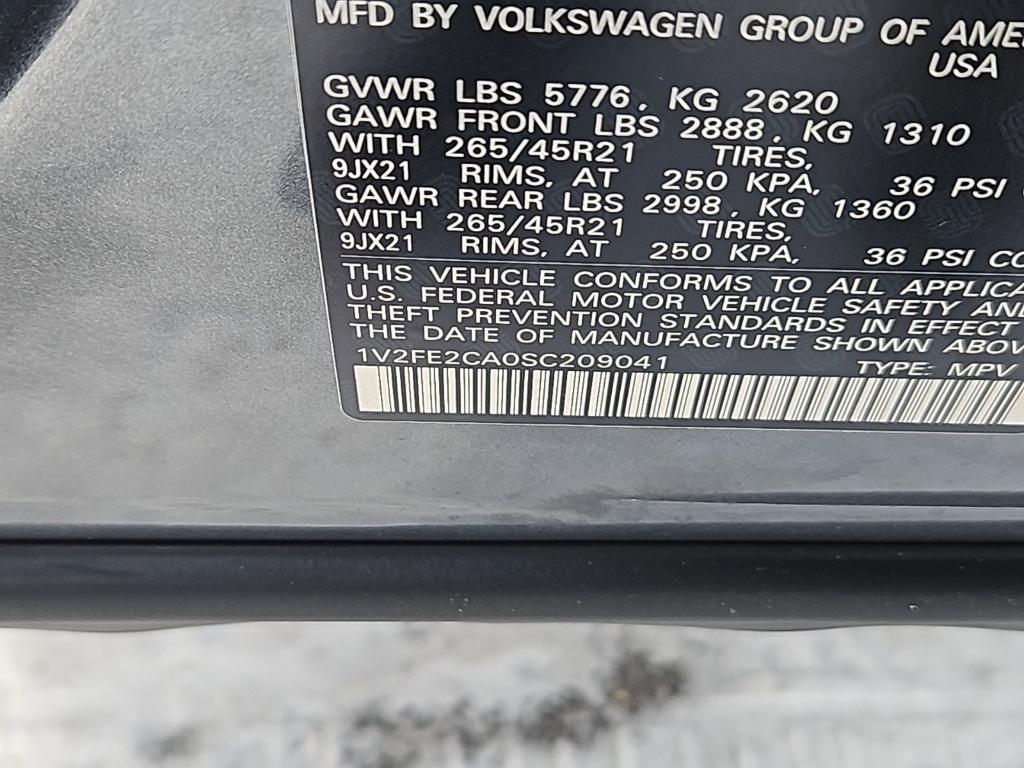 MFD BY VOLKSWAGEN GROUP OF
USA
GVWR LBS 5776, KG 2620
GAWR FRONT LBS 2888, KG 1310
WITH 265/45R21 TIRES,
9JX21 RIMS, AT 250 KPA, 36 PSI
GAWR REAR LBS 2998, KG 1360
WITH 265/45R21 TIRES,
9JX21 RIMS, AT 250 KPA, 36 PSI
THIS VEHICLE CONFORMS TO ALL
U.S. FEDERAL MOTOR VEHICLE SAFETY
THEFT PREVENTION STANDARDS IN EFFECT
THE DATE OF MANUFACTURE SHOWN
1V2FE2CA0SC209041 TYPE: MPV